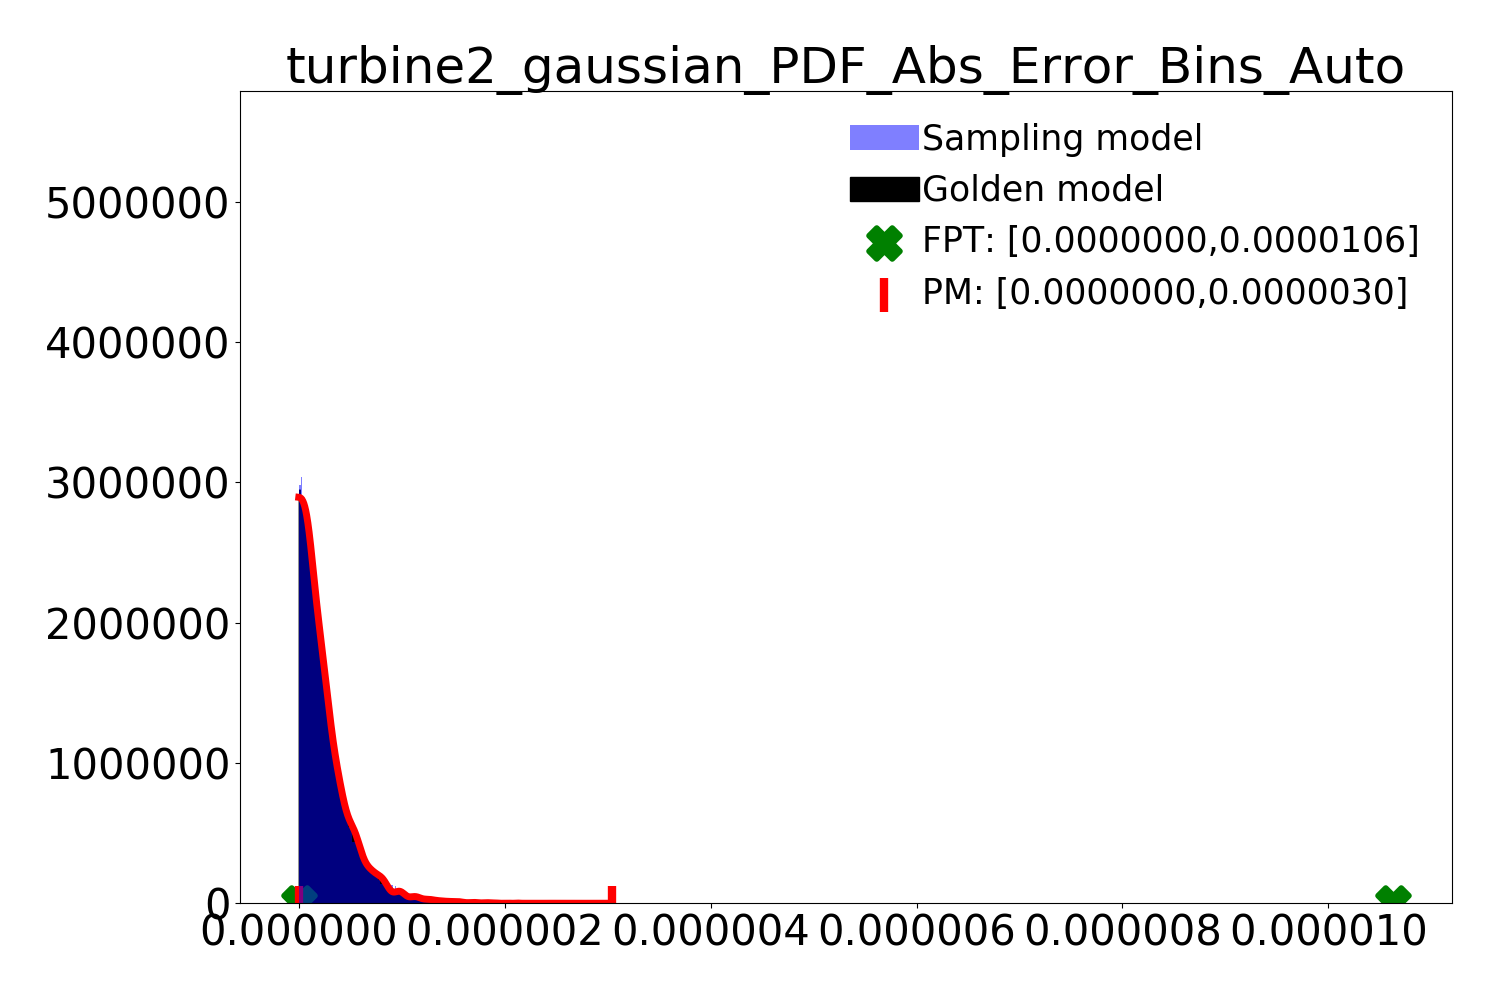 turbine2_gaussian_PDF_Abs_Error_Bins_Auto
Sampling model
Golden model
FPT: [0.0000000,0.0000106]
PM: [0.0000000,0.0000030]
5000000
4000000
3000000
2000000
1000000
0
0.000000 0.000002 0.000004 0.000006 0.000008 0.000010